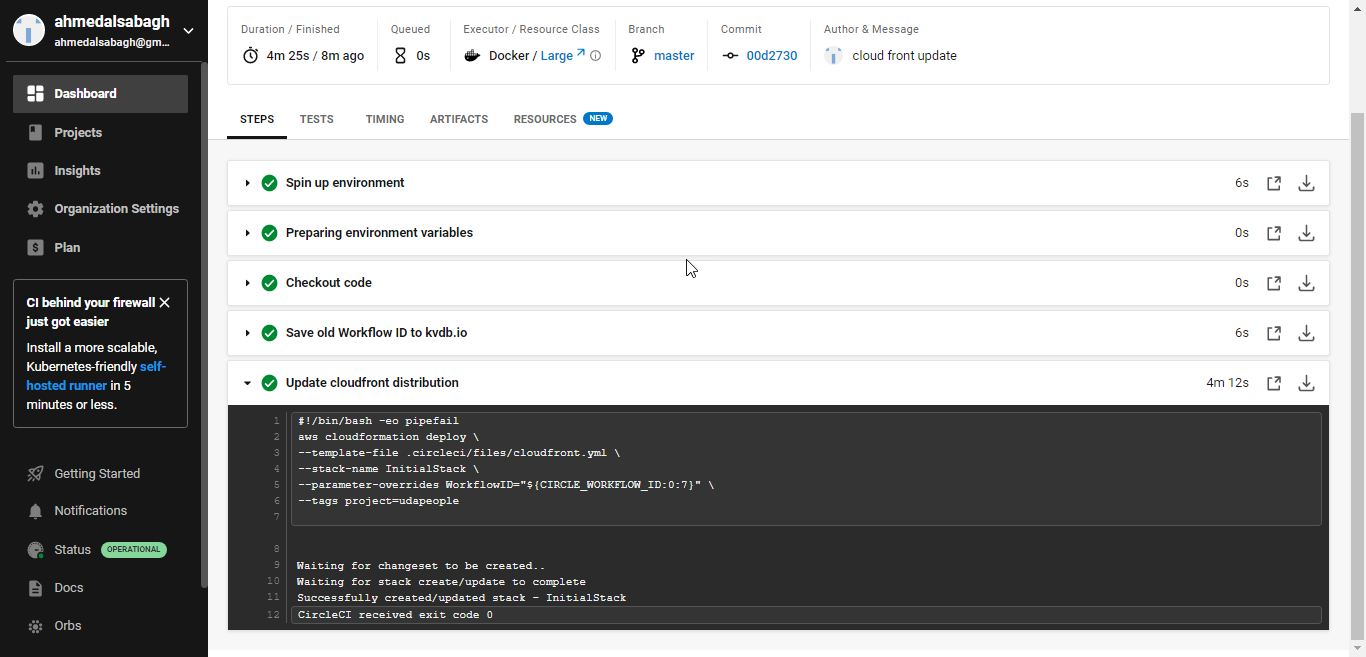 ahmedalsabagh
ahmedalsabagh@gm...
Dashboard
Projects
Insights
Organization Settings
Plan
CI behind your firewall
just got easier
Install a more scalable,
Kubernetes-friendly self-
hosted runner in 5
minutes or less.
Getting Started
Notifications
Status OPERATIONAL
Docs
Orbs
Duration / Finished Queued Executor / Resource Class Branch Commit Author & Message
4m 25s / 8m ago 0s Docker / Large master 00d2730 cloud front update
STEPS TESTS TIMING ARTIFACTS RESOURCES NEW
Spin up environment 6s
Preparing environment variables 0s
Checkout code 0s
Save old Workflow ID to kvdb.io 6s
Update cloudfront distribution 4m 12s
1 #!/bin/bash -eo pipefail
2 aws cloudformation deploy \
3 --template-file .circleci/files/cloudfront.yml \
4 --stack-name InitialStack \
5 --parameter-overrides WorkflowID="${CIRCLE_WORKFLOW_ID:0:7}" \
6 --tags project=udapeople
7
8
9 Waiting for changeset to be created..
10 Waiting for stack create/update to complete
11 Successfully created/updated stack - InitialStack
12 CircleCI received exit code 0